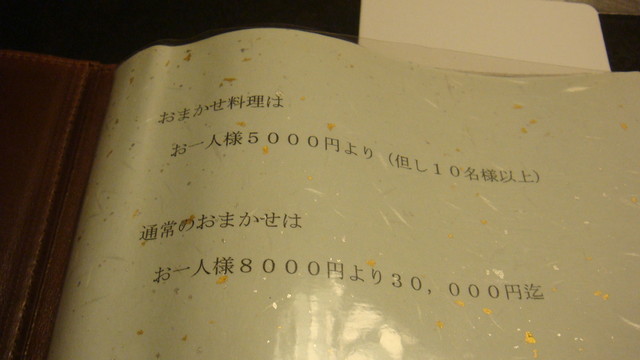 おまかせ料理は
お一人様５０００円より（但し１０名様以上）
通常のおまかせは
お一人様８０００円より３０，０００円迄